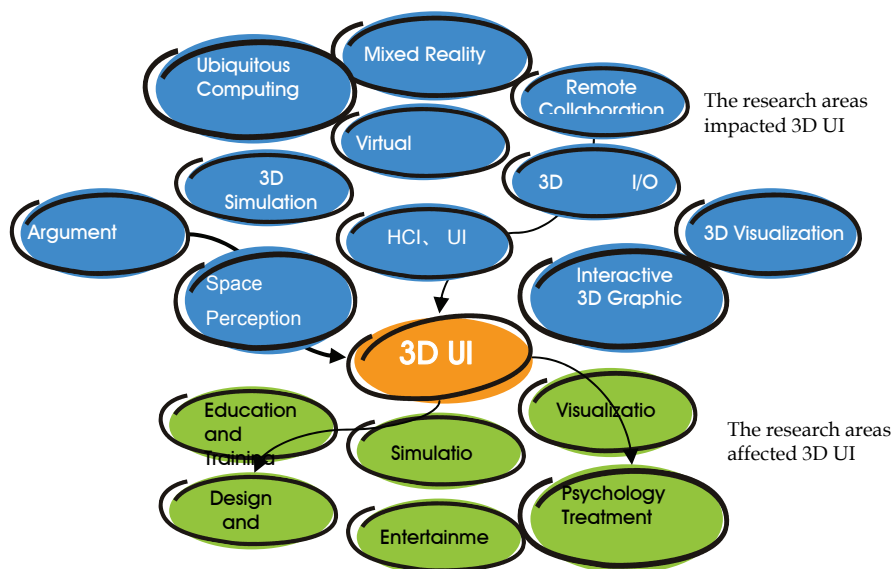 Mixed Reality
Ubiquitous
Computing
Remote
Collaboration
The research areas
impacted 3D UI
Virtual
3D
Simulation
3D I/O
Argument
HCI、 UI
3D Visualization
Space
Perception
Interactive
3D Graphic
3D UI
Education
and
Training
Visualizatio
Simulatio
The research areas
affected 3D UI
Design
and
Psychology
Treatment
Entertainme